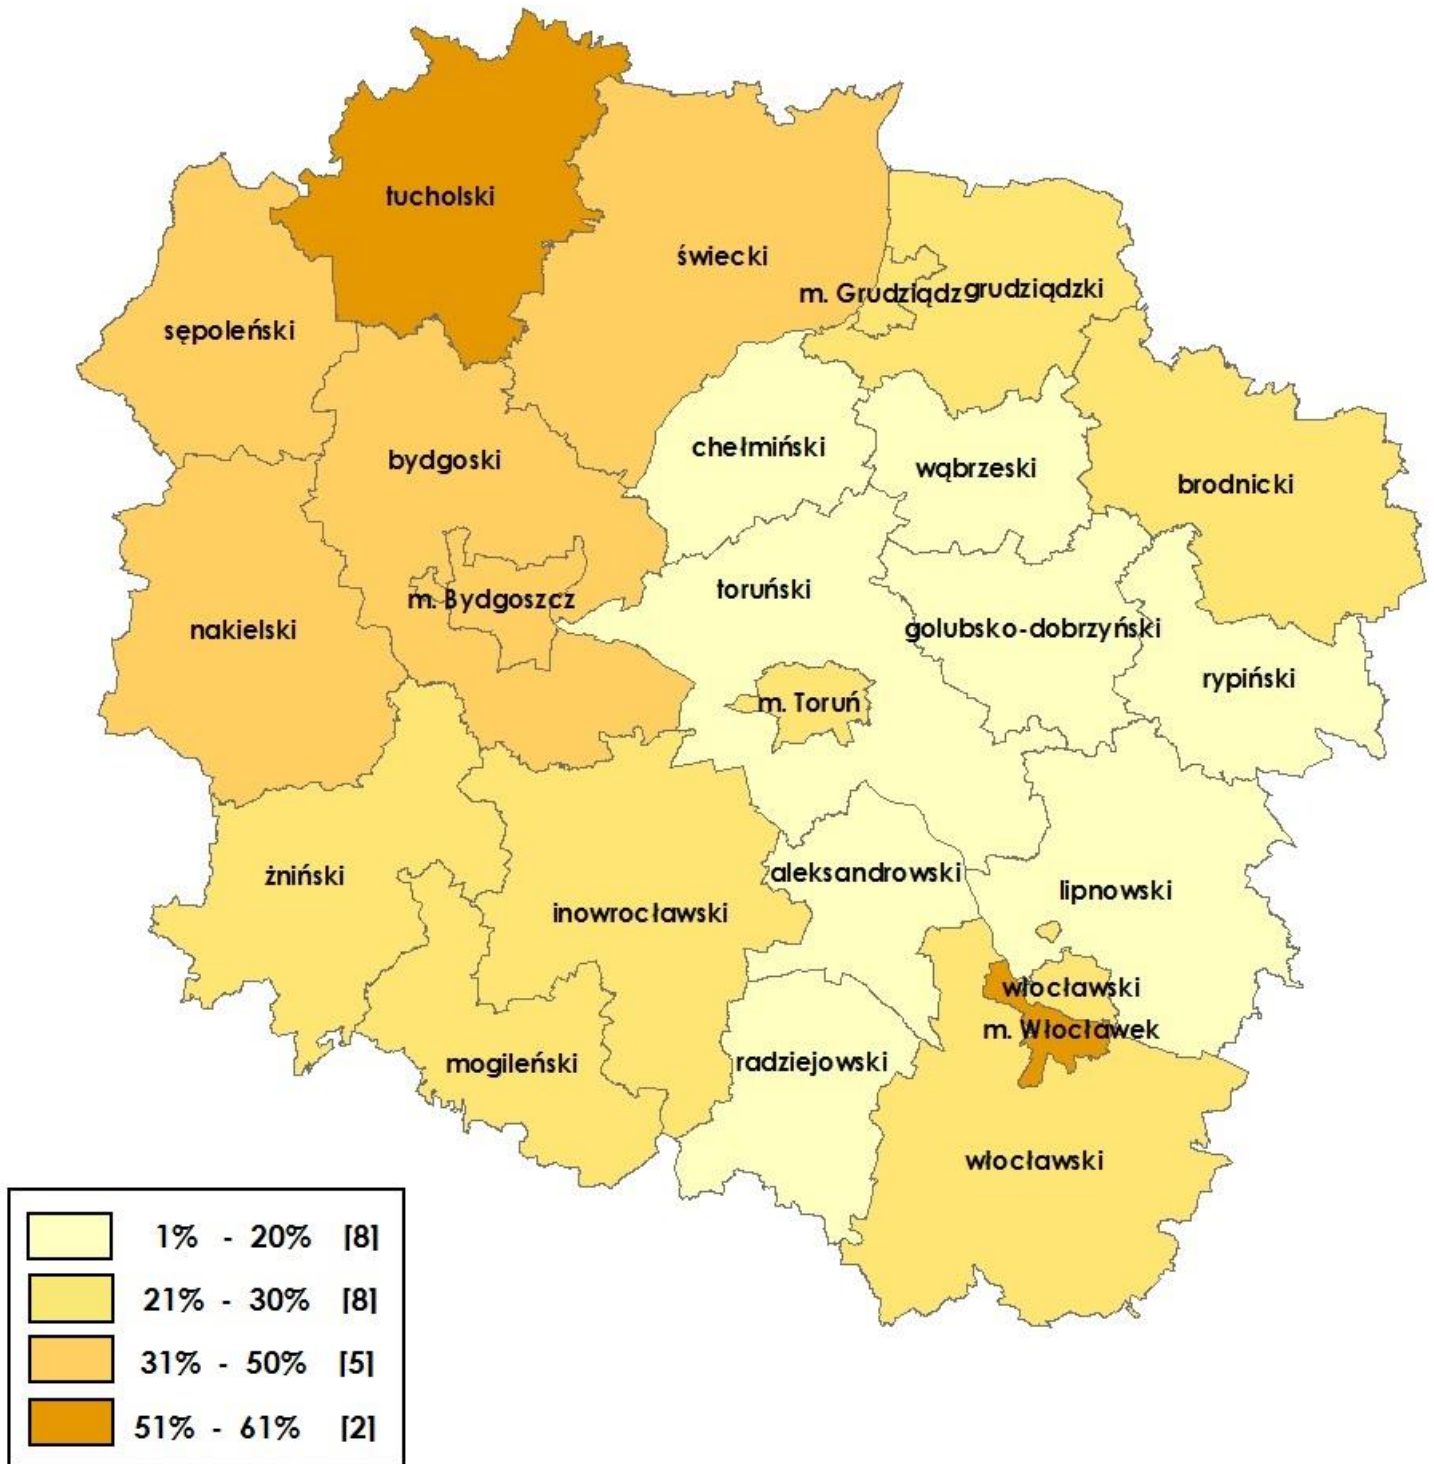 tucholski
świecki
m. Grudziądz
grudziądzki
sępoleński
chełmiński
wąbrzeski
bydgoski
brodnicki
m. Bydgoszcz
toruński
golubsko-dobrzyński
nakielski
rypiński
m. Toruń
żniński
aleksandrowski
lipnowski
inowrocławski
włocławski
m. Włocławek
mogileński
radziejowski
włocławski
1% - 20% [8]
21% - 30% [8]
31% - 50% [5]
51% - 61% [2]